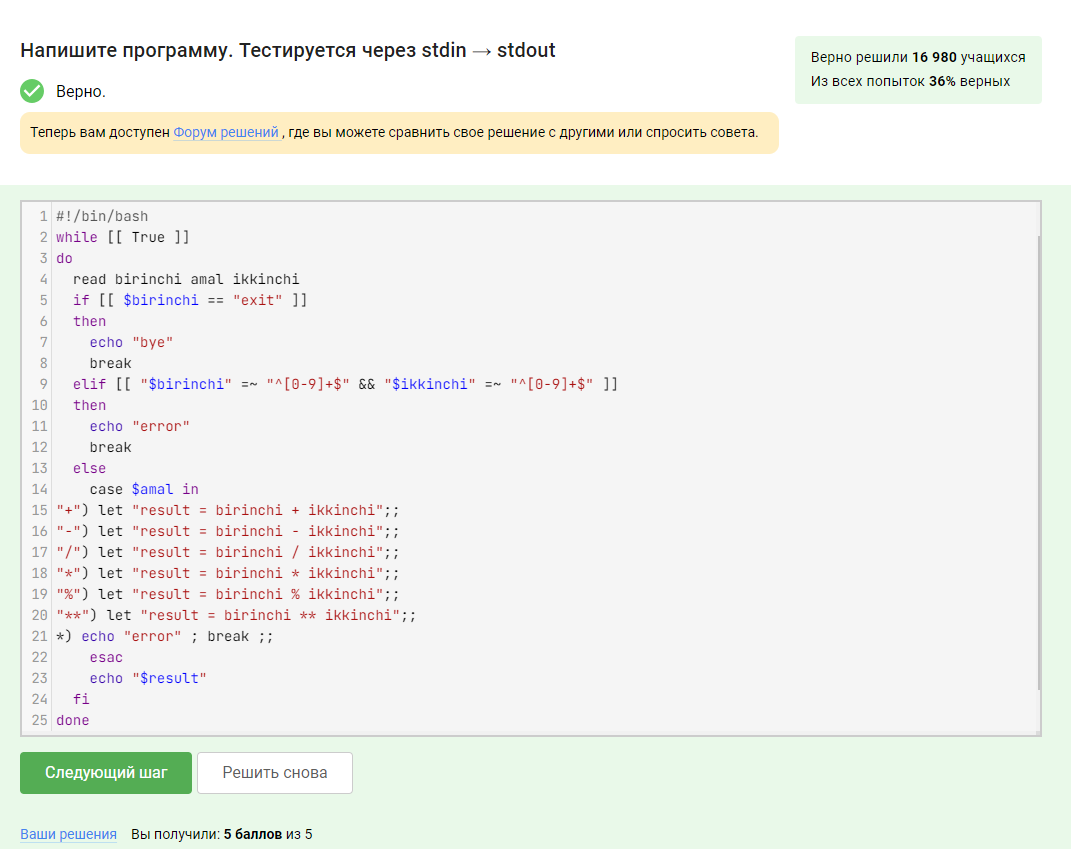 Напишите программу. Тестируется через stdin → stdout
Верно решили 16 980 учащихся
Из всех попыток 36% верных
Верно.
Теперь вам доступен Форум решений , где вы можете сравнить свое решение с другими или спросить совета.
1 #!/bin/bash
2 while [[ True ]]
3 do
4   read birinchi amal ikkinchi
5   if [[ $birinchi == "exit" ]]
6   then
7     echo "bye"
8     break
9   elif [[ "$birinchi" =~ "^[0-9]+$" && "$ikkinchi" =~ "^[0-9]+$" ]]
10   then
11     echo "error"
12     break
13   else
14     case $amal in
15 "+") let "result = birinchi + ikkinchi";;
16 "-") let "result = birinchi - ikkinchi";;
17 "/") let "result = birinchi / ikkinchi";;
18 "*") let "result = birinchi * ikkinchi";;
19 "%") let "result = birinchi % ikkinchi";;
20 "**") let "result = birinchi ** ikkinchi";;
21 *) echo "error" ; break ;;
22     esac
23     echo "$result"
24   fi
25 done
Следующий шаг
Решить снова
Ваши решения Вы получили: 5 баллов из 5